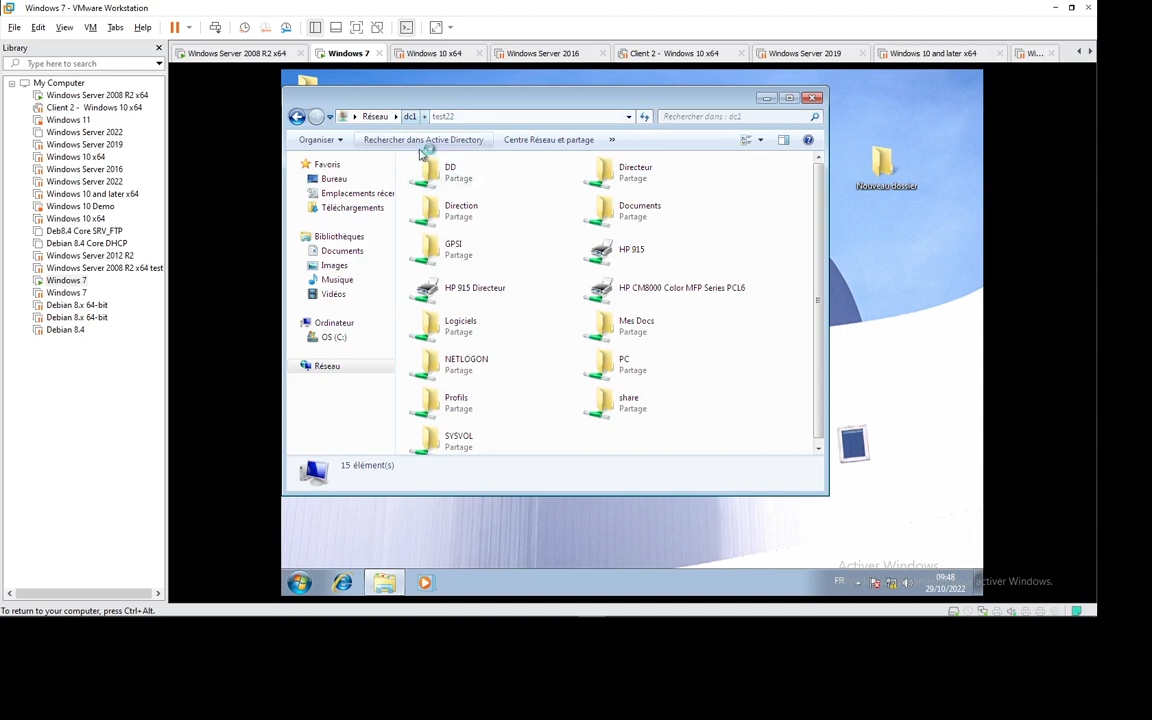 Windows 7 - VMware Workstation
File Edit View VM Tabs Help
Library
Type here to search
Windows Server 2008 R2 x64
Windows 7
Windows 10 x64
Windows Server 2016
Client 2 - Windows 10 x64
Windows Server 2019
Windows 10 and later x64
Wi...
My Computer
Windows Server 2008 R2 x64
Client 2 - Windows 10 x64
Windows 11
Windows Server 2022
Windows Server 2019
Windows 10 x64
Windows Server 2016
Windows Server 2022
Windows 10 and later x64
Windows 10 Demo
Windows 10 x64
Deb8.4 Core SRV_FTP
Debian 8.4 Core DHCP
Windows Server 2012 R2
Windows Server 2008 R2 x64 test
Windows 7
Windows 7
Debian 8.x 64-bit
Debian 8.x 64-bit
Debian 8.4
Réseau dc1 test22
Rechercher dans : dc1
Organiser
Rechercher dans Active Directory
Centre Réseau et partage
»
Favoris
Bureau
Emplacements récer
Téléchargements
Bibliothèques
Documents
Images
Musique
Vidéos
Ordinateur
OS (C:)
Réseau
DD
Partage
Directeur
Partage
Direction
Partage
Documents
Partage
GPSI
Partage
HP 915
HP 915 Directeur
HP CM8000 Color MFP Series PCL6
Logiciels
Partage
Mes Docs
Partage
NETLOGON
Partage
PC
Partage
Profils
Partage
share
Partage
SYSVOL
Partage
15 élément(s)
Nouveau dossier
Activer Windows
activer Windows.
FR
09:48
29/10/2022
To return to your computer, press Ctrl+Alt.